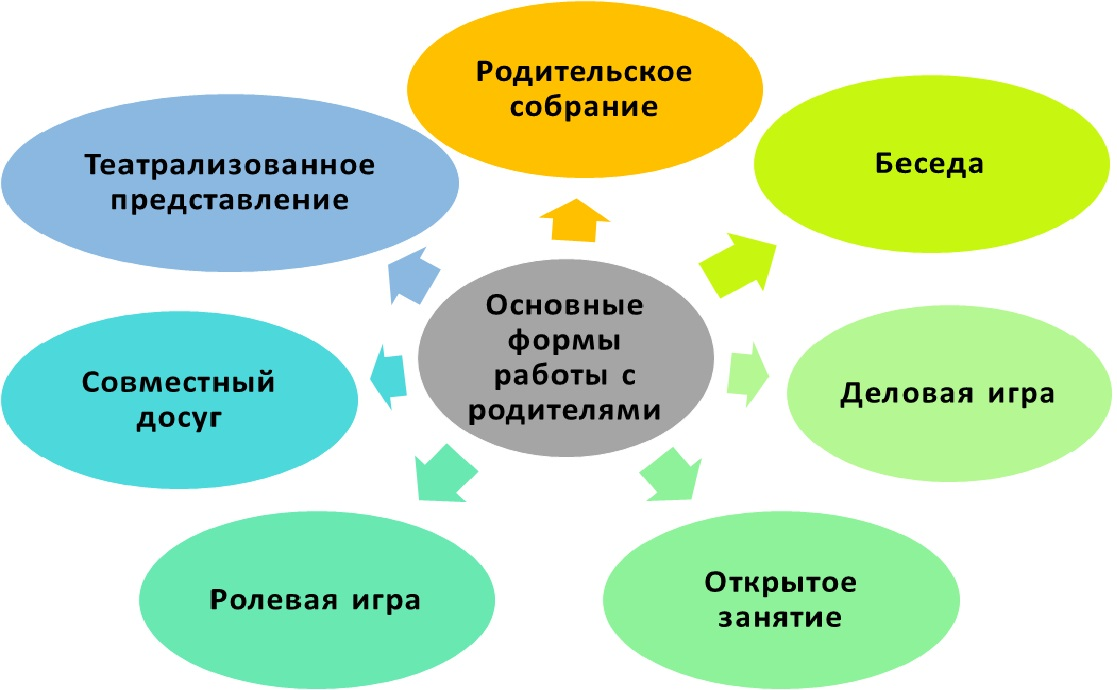 Родительское
собрание
Беседа
Деловая игра
Открытое
занятие
Ролевая игра
Совместный
досуг
Театрализованное
представление
Основные
формы
работы с
родителями